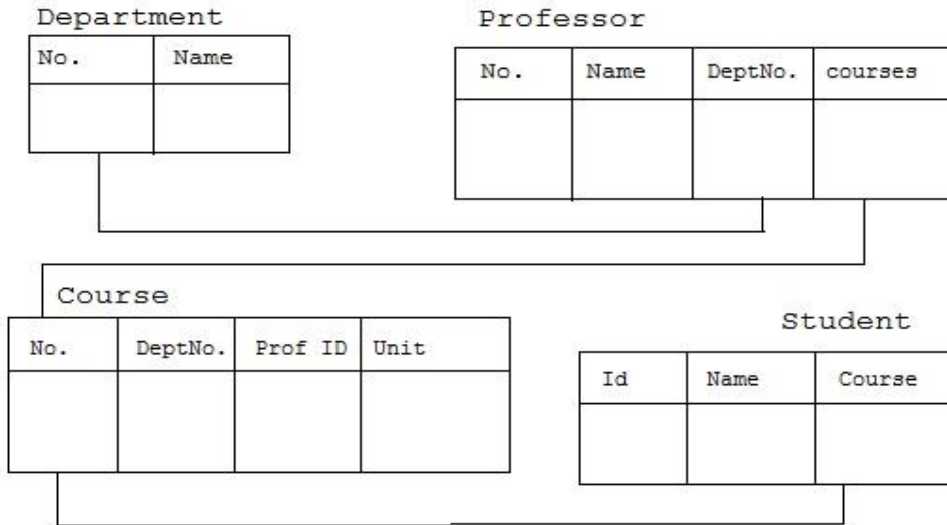 Department
No. Name
Professor
No. Name DeptNo. courses
Course
No. DeptNo. Prof ID Unit
Student
Id Name Course